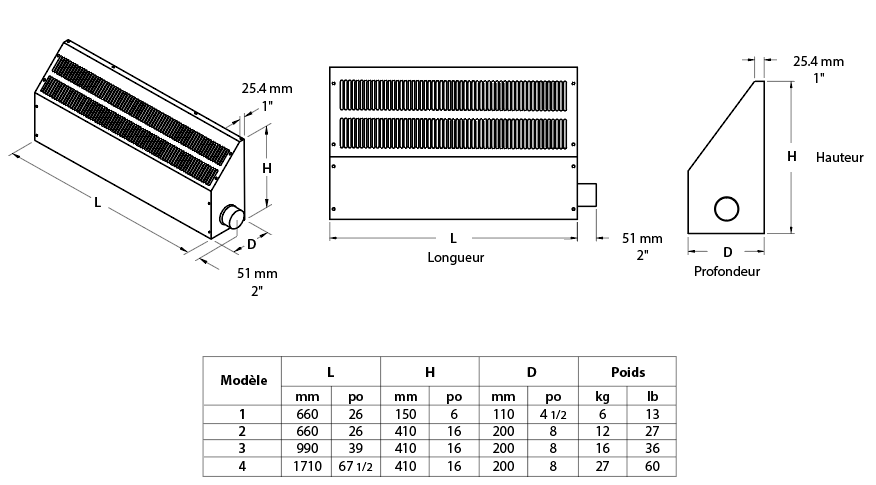 25.4 mm
1"
H
L
D
51 mm
2"
L
Longueur
51 mm
2"
25.4 mm
1"
H Hauteur
D
Profondeur
Modèle L H D Poids
mm po mm po mm po kg lb
1 660 26 150 6 110 4 1/2 6 13
2 660 26 410 16 200 8 12 27
3 990 39 410 16 200 8 16 36
4 1710 67 1/2 410 16 200 8 27 60